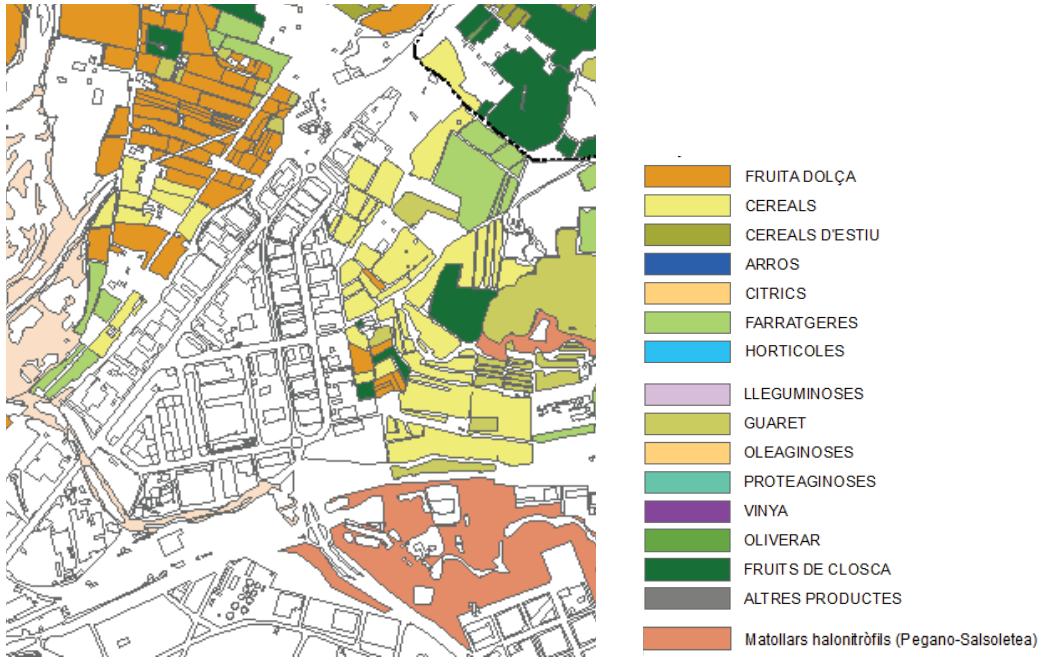 FRUITA DOLÇA
CEREALS
CEREALS D'ESTIU
ARROS
CITRICS
FARRATGERES
HORTICOLES
LLEGUMINOSES
GUARET
OLEAGINOSES
PROTEAGINOSES
VINYA
OLIVERAR
FRUITS DE CLOSCA
ALTRES PRODUCTES
Matollars halonitròfils (Pegano-Salsoletea)